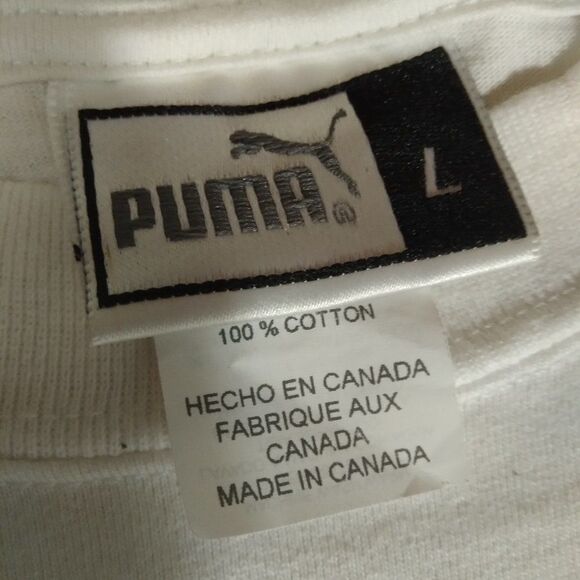 PUMA®
L
100 % COTTON
HECHO EN CANADA
FABRIQUE AUX
CANADA
MADE IN CANADA